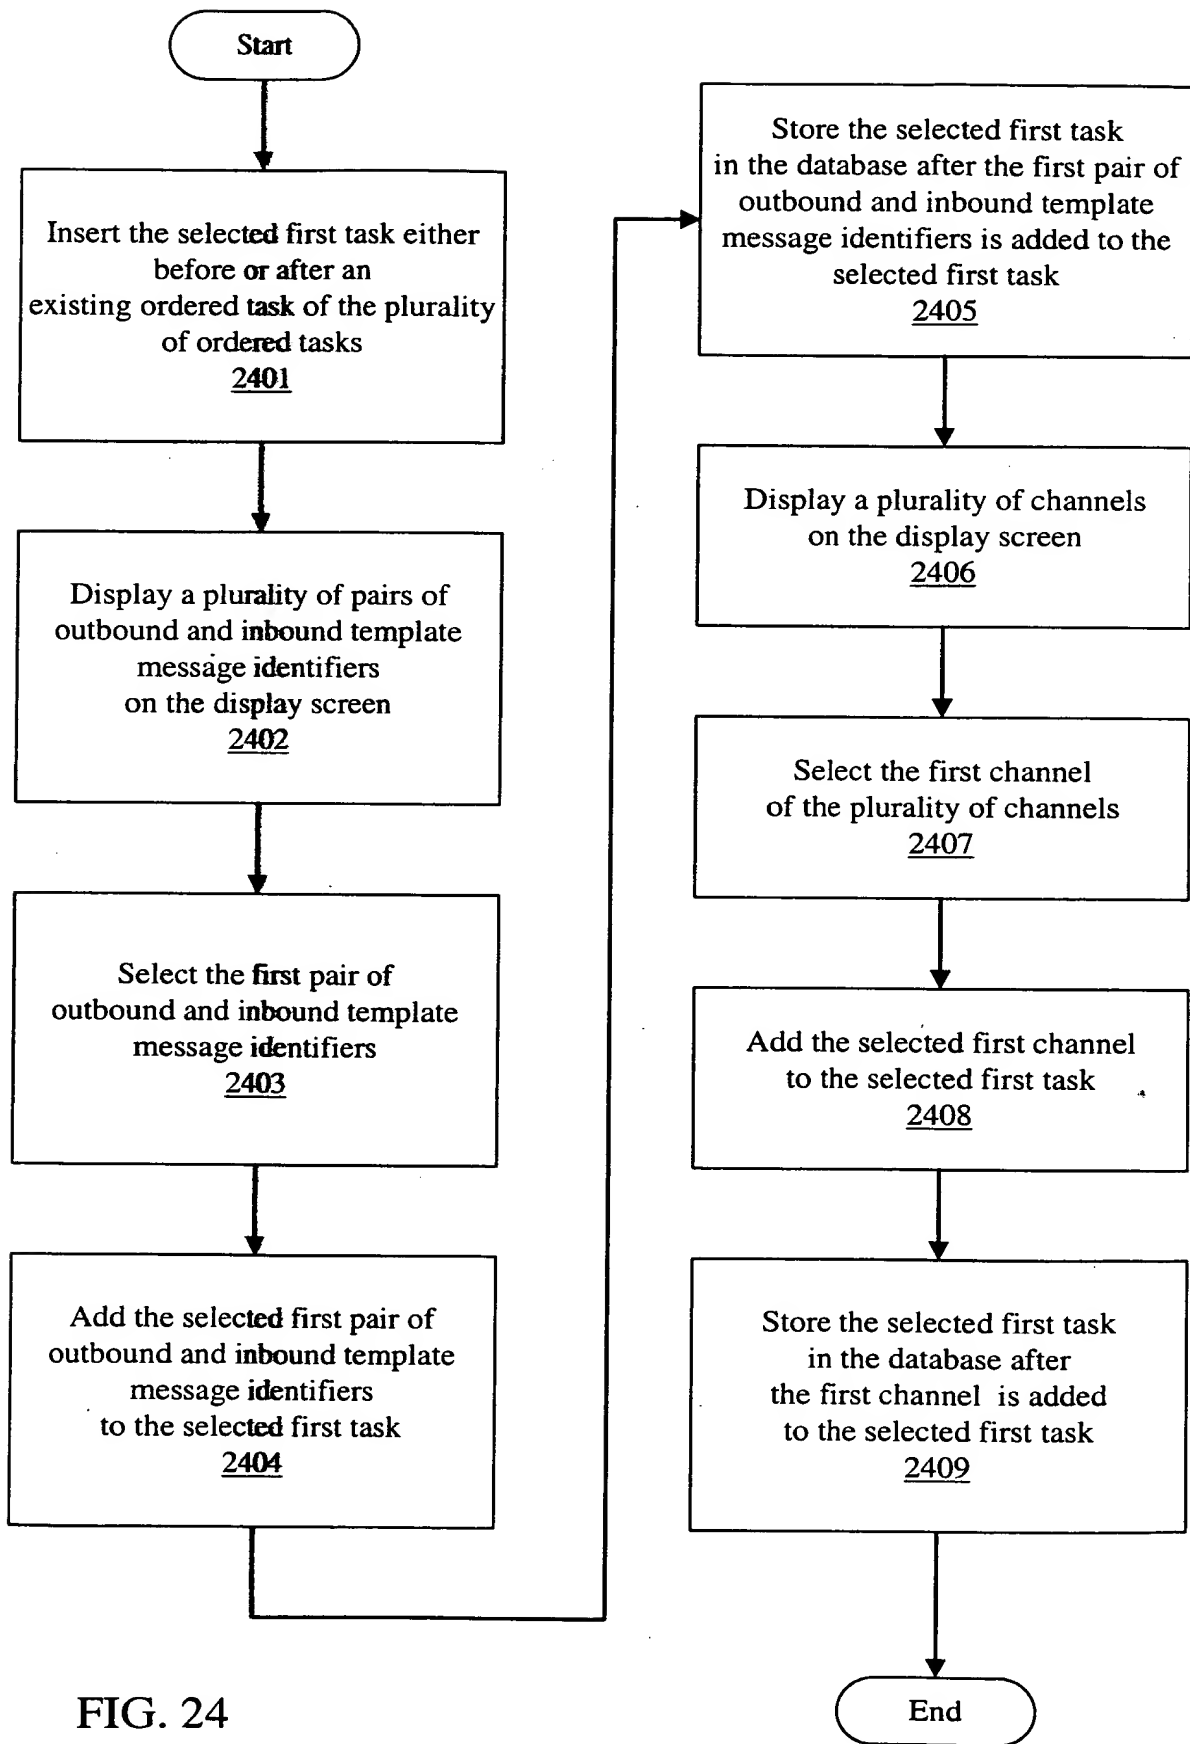 Start
Insert the selected first task either
before or after an
existing ordered task of the plurality
of ordered tasks
2401
Display a plurality of pairs of
outbound and inbound template
message identifiers
on the display screen
2402
Select the first pair of
outbound and inbound template
message identifiers
2403
Add the selected first pair of
outbound and inbound template
message identifiers
to the selected first task
2404
Store the selected first task
in the database after the first pair of
outbound and inbound template
message identifiers is added to the
selected first task
2405
Display a plurality of channels
on the display screen
2406
Select the first channel
of the plurality of channels
2407
Add the selected first channel
to the selected first task
2408
Store the selected first task
in the database after
the first channel is added
to the selected first task
2409
End
FIG. 24